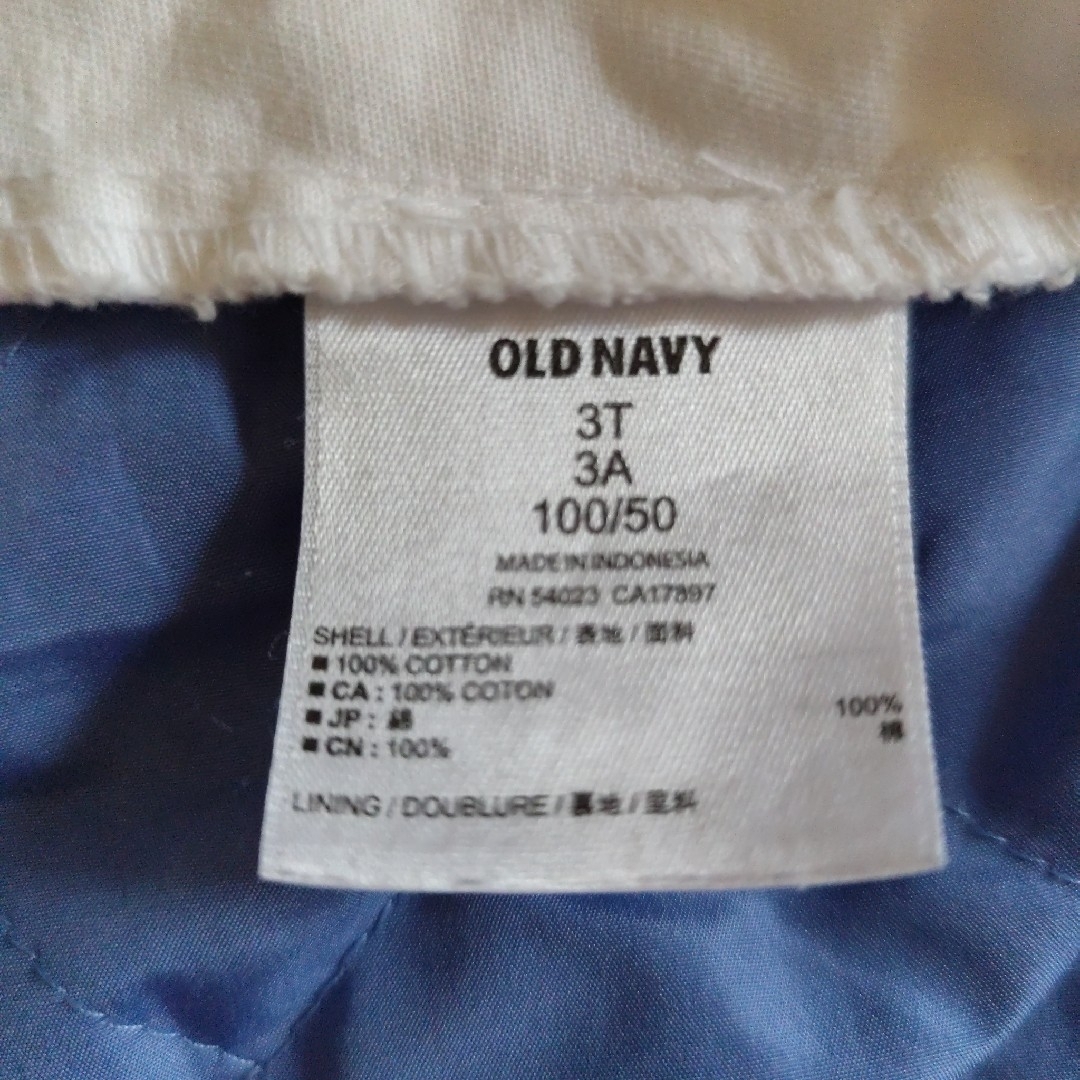 OLD NAVY
3T
3A
100/50
MADE IN INDONESIA
RN 54023 CA17897
SHELL / EXTÉRIEUR / 表地 / 面料
■ 100% COTTON
■ CA : 100% COTON
■ JP : 綿 100%
■ CN : 100% 棉
LINING / DOUBLURE / 裏地 / 里料